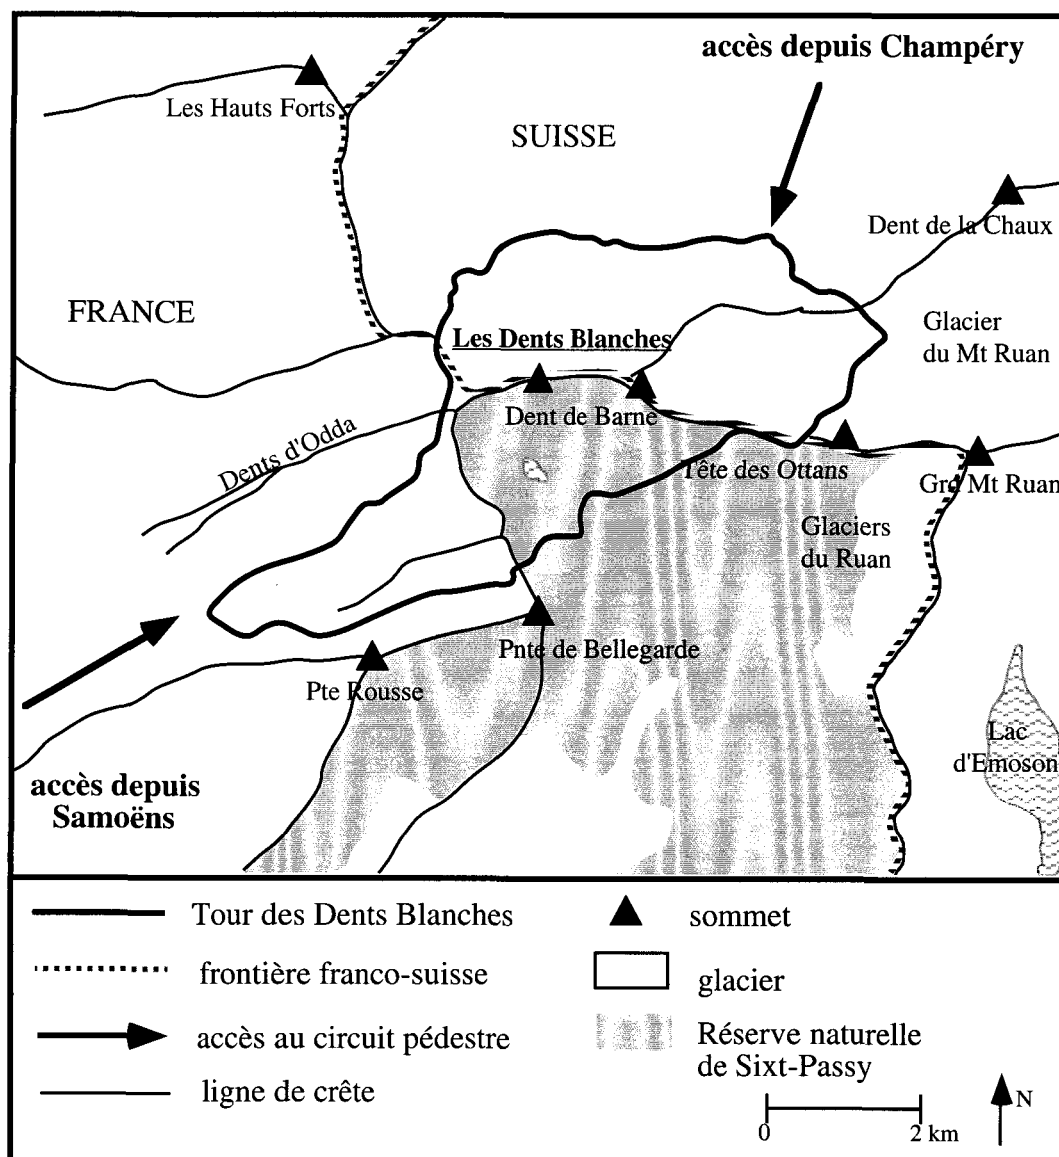 accès depuis Champéry
Les Hauts Forts
SUISSE
Dent de la Chaux
FRANCE
Glacier
du Mt Ruan
Les Dents Blanches
Dent de Barne
Dents d'Odda
Tête des Ottans
Grd Mt Ruan
Glaciers
du Ruan
Pnte de Bellegarde
Pte Rousse
Lac
d'Emoson
accès depuis
Samoëns
Tour des Dents Blanches
sommet
frontière franco-suisse
glacier
accès au circuit pédestre
Réserve naturelle
de Sixt-Passy
ligne de crête
N
0 2 km